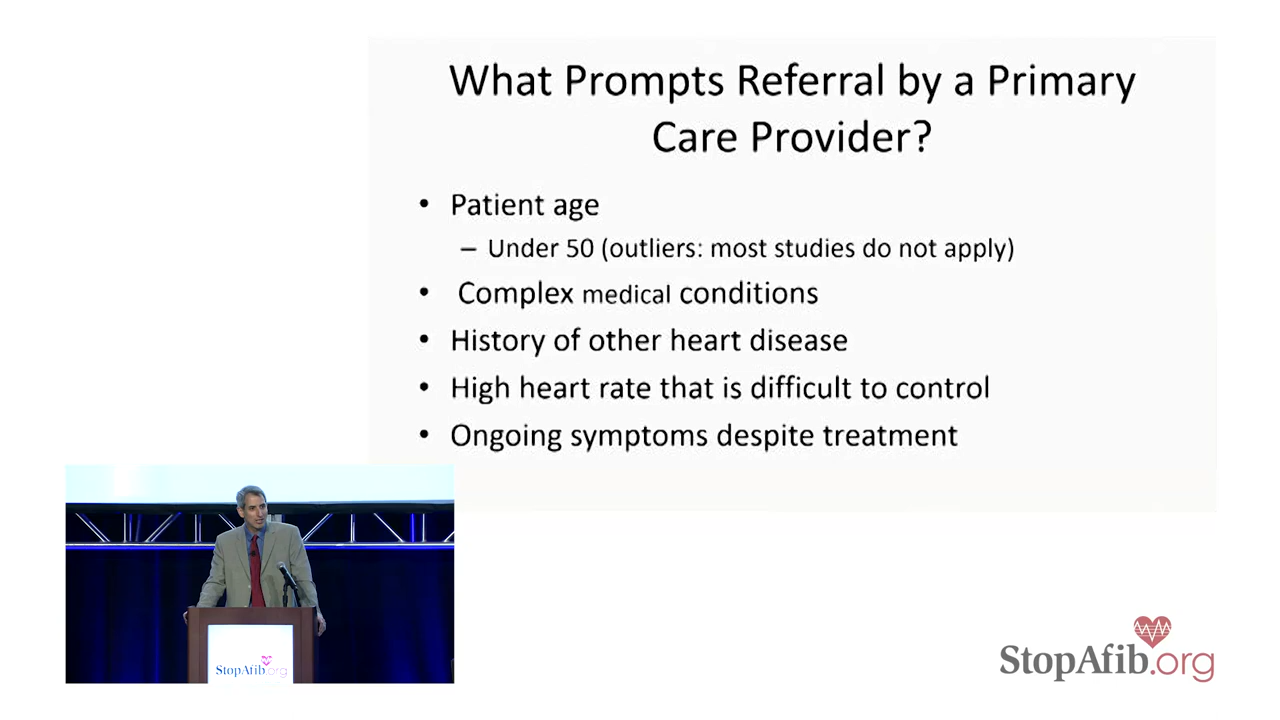 What Prompts Referral by a Primary
Care Provider?
• Patient age
– Under 50 (outliers: most studies do not apply)
• Complex medical conditions
• History of other heart disease
• High heart rate that is difficult to control
• Ongoing symptoms despite treatment
StopAfib.org
StopAfib.org